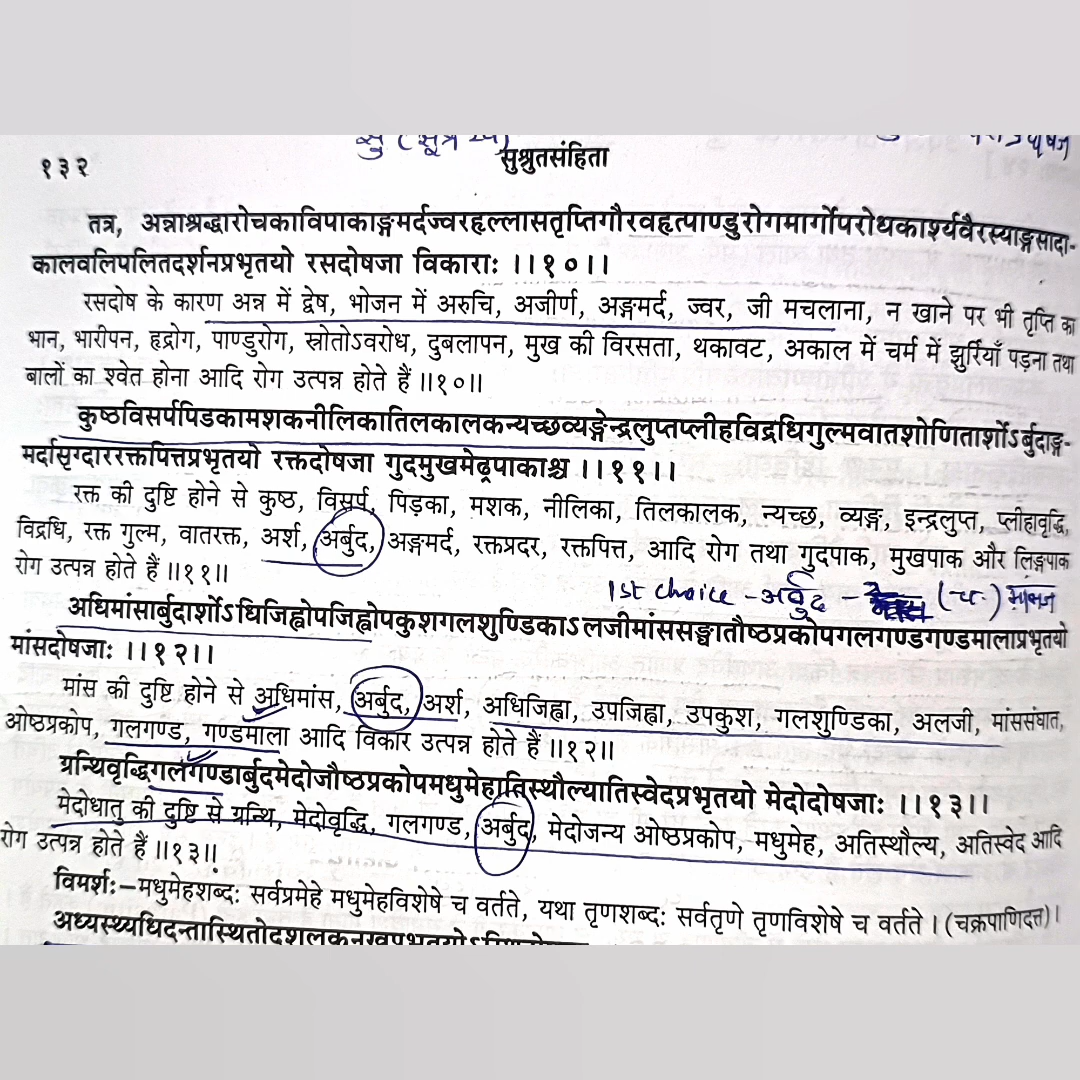 सु (सूत्र
१३२
सुश्रुतसंहिता
तत्र, अन्नाश्रद्धारोचकाविपाकाङ्गमर्दज्वरहृल्लासतृप्तिगौरवहृत्पाण्डुरोगमार्गोपरोधकार्श्यवैरस्याङ्गसादा-
कालवलिपलितदर्शनप्रभृतयो रसदोषजा विकाराः ।।१०।।
रसदोष के कारण अन्न में द्वेष, भोजन में अरुचि, अजीर्ण, अङ्गमर्द, ज्वर, जी मचलाना, न खाने पर भी तृप्ति का
भान, भारीपन, हृद्रोग, पाण्डुरोग, स्रोतोऽवरोध, दुबलापन, मुख की विरसता, थकावट, अकाल में चर्म में झुर्रियाँ पड़ना तथा
बालों का श्वेत होना आदि रोग उत्पन्न होते हैं ॥१०॥
कुष्ठविसर्पपिडकामशकनीलिकातिलकालकन्यच्छव्यङ्गेन्द्रलुप्तप्लीहविद्रधिगुल्मवातशोणितार्शोऽर्बुदाङ्ग-
मर्दासृग्दाररक्तपित्तप्रभृतयो रक्तदोषजा गुदमुखमेढ्रपाकाश्च ।।११।।
रक्त की दुष्टि होने से कुष्ठ, विसर्प, पिड़का, मशक, नीलिका, तिलकालक, न्यच्छ, व्यङ्ग, इन्द्रलुप्त, प्लीहावृद्धि,
विद्रधि, रक्त गुल्म, वातरक्त, अर्श, अर्बुद, अङ्गमर्द, रक्तप्रदर, रक्तपित्त, आदि रोग तथा गुदपाक, मुखपाक और लिङ्गपाक
रोग उत्पन्न होते हैं ॥११॥
1st choice - अर्वुद - (च.) मांसज
अधिमांसार्बुदार्शोऽधिजिह्वोपजिह्वोपकुशगलशुण्डिकाऽलजीमांससङ्घातौष्ठप्रकोपगलगण्डगण्डमालाप्रभृतयो
मांसदोषजाः ।।१२।।
मांस की दुष्टि होने से अधिमांस, अर्बुद, अर्श, अधिजिह्वा, उपजिह्वा, उपकुश, गलशुण्डिका, अलजी, मांससंघात,
ओष्ठप्रकोप, गलगण्ड, गण्डमाला आदि विकार उत्पन्न होते हैं ॥१२॥
ग्रन्थिवृद्धिगलगण्डार्बुदमेदोजौष्ठप्रकोपमधुमेहातिस्थौल्यातिस्वेदप्रभृतयो मेदोदोषजाः ।।१३।।
मेदोधातु की दुष्टि से ग्रन्थि, मेदोवृद्धि, गलगण्ड, अर्बुद, मेदोजन्य ओष्ठप्रकोप, मधुमेह, अतिस्थौल्य, अतिस्वेद आदि
रोग उत्पन्न होते हैं ॥१३॥
विमर्शः–मधुमेहशब्दः सर्वप्रमेहे मधुमेहविशेषे च वर्तते, यथा तृणशब्दः सर्वतृणे तृणविशेषे च वर्तते । (चक्रपाणिदत्त)।